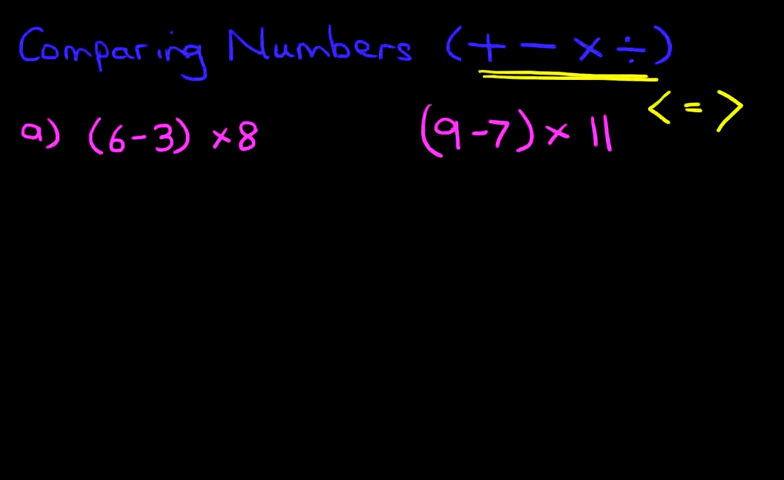 Comparing Numbers (+ - × ÷)
< = >
a) (6-3) ×8 (9-7) × 11